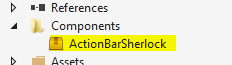 References
Components
ActionBarSherlock
Assets